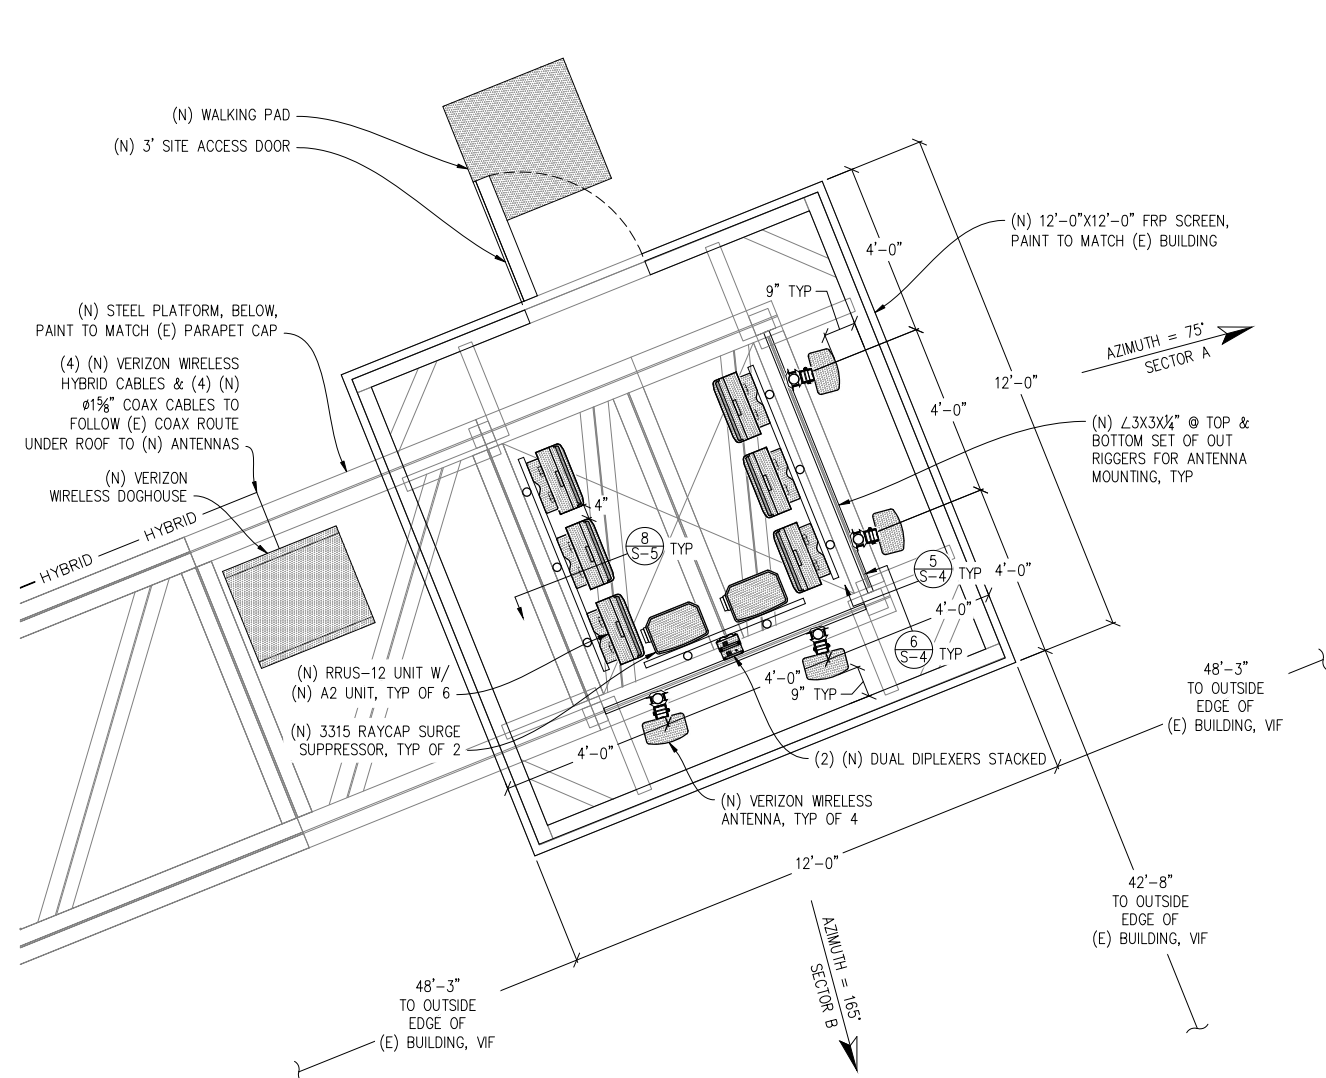 (N) WALKING PAD
(N) 3' SITE ACCESS DOOR
(N) 12'-0"X12'-0" FRP SCREEN,
PAINT TO MATCH (E) BUILDING
4'-0"
9" TYP
(N) STEEL PLATFORM, BELOW,
PAINT TO MATCH (E) PARAPET CAP
AZIMUTH = 75°
SECTOR A
(4) (N) VERIZON WIRELESS
HYBRID CABLES & (4) (N)
ø1⅝" COAX CABLES TO
FOLLOW (E) COAX ROUTE
UNDER ROOF TO (N) ANTENNAS
12'-0"
4'-0"
(N) ∠3X3X¼" @ TOP &
BOTTOM SET OF OUT
RIGGERS FOR ANTENNA
MOUNTING, TYP
(N) VERIZON
WIRELESS DOGHOUSE
4"
HYBRID
HYBRID
8
S-5
TYP
5
S-4
TYP
4'-0"
4'-0"
6
S-4
TYP
(N) RRUS-12 UNIT W/
(N) A2 UNIT, TYP OF 6
4'-0"
9" TYP
48'-3"
TO OUTSIDE
EDGE OF
(E) BUILDING, VIF
(N) 3315 RAYCAP SURGE
SUPPRESSOR, TYP OF 2
4'-0"
(2) (N) DUAL DIPLEXERS STACKED
(N) VERIZON WIRELESS
ANTENNA, TYP OF 4
12'-0"
42'-8"
TO OUTSIDE
EDGE OF
(E) BUILDING, VIF
AZIMUTH = 165°
SECTOR B
48'-3"
TO OUTSIDE
EDGE OF
(E) BUILDING, VIF